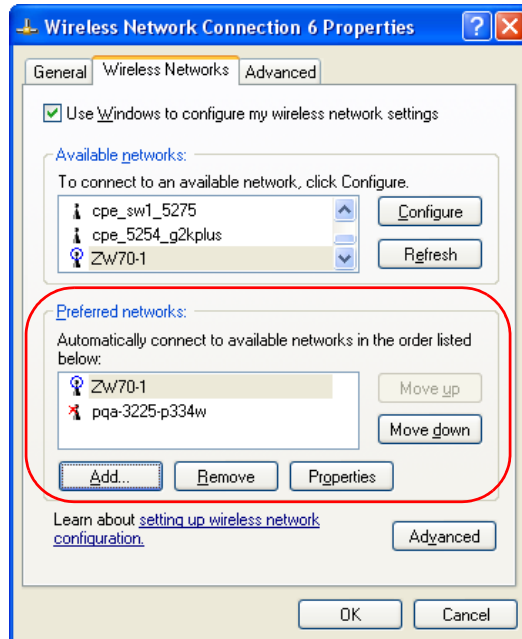 Wireless Network Connection 6 Properties
General Wireless Networks Advanced
Use Windows to configure my wireless network settings
Available networks:
To connect to an available network, click Configure.
cpe_sw1_5275
cpe_5254_g2kplus
ZW70-1
Configure
Refresh
Preferred networks:
Automatically connect to available networks in the order listed
below:
ZW70-1
pqa-3225-p334w
Move up
Move down
Add... Remove Properties
Learn about setting up wireless network
configuration.
Advanced
OK Cancel